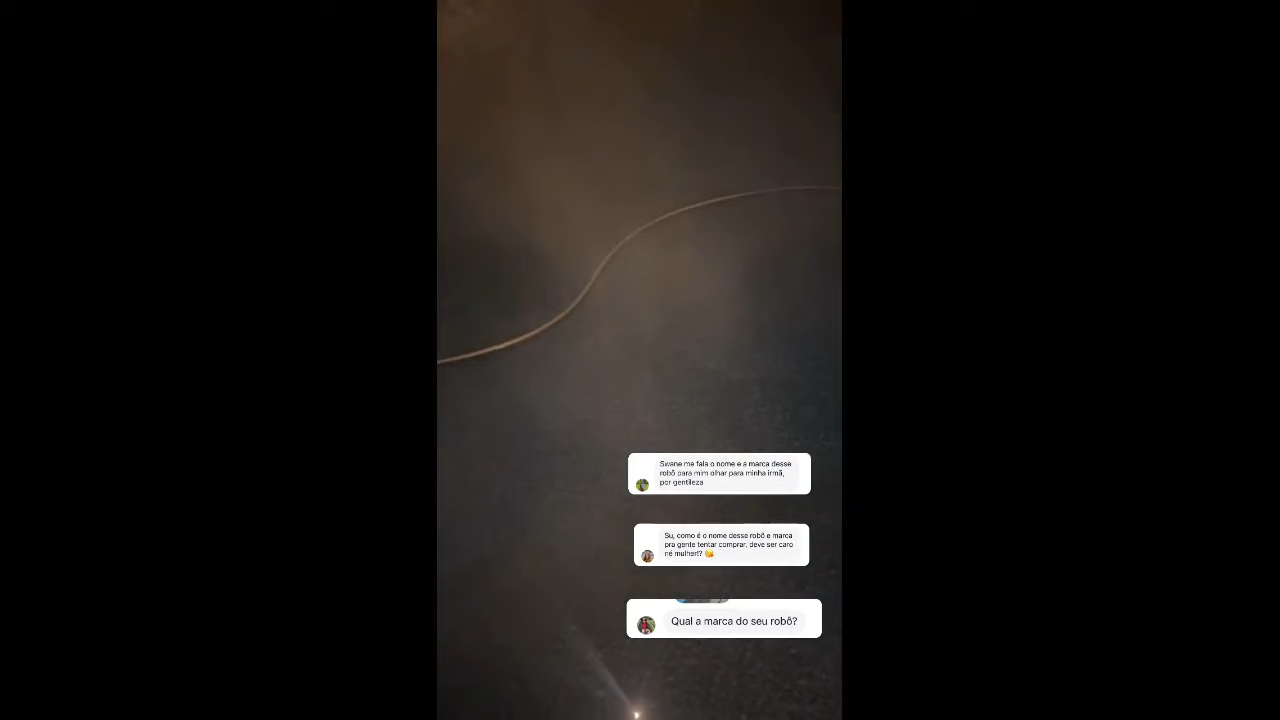 Swane me fala o nome e a marca desse
robô para mim olhar para minha irmã,
por gentileza
Su, como é o nome desse robô e marca
pra gente tentar comprar, deve ser caro
né mulher!? 😘
Qual a marca do seu robô?